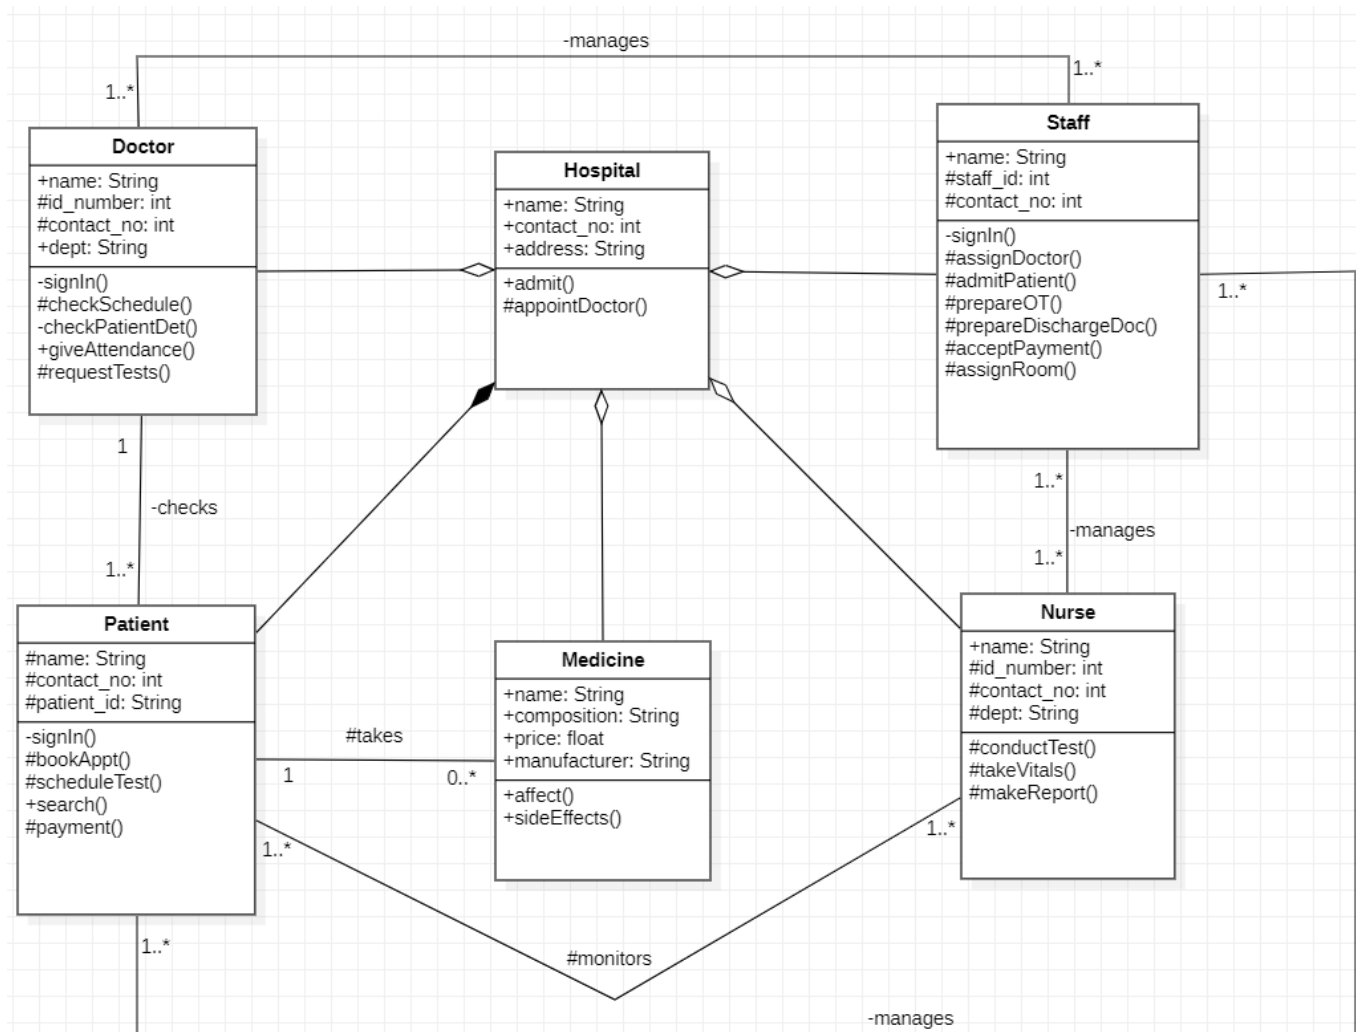 -manages
1..*
1..*
Doctor
+name: String
#id_number: int
#contact_no: int
+dept: String
-signIn()
#checkSchedule()
-checkPatientDet()
+giveAttendance()
#requestTests()
Hospital
+name: String
+contact_no: int
+address: String
+admit()
#appointDoctor()
Staff
+name: String
#staff_id: int
#contact_no: int
-signIn()
#assignDoctor()
#admitPatient()
#prepareOT()
#prepareDischargeDoc()
#acceptPayment()
#assignRoom()
1..*
1
-checks
1..*
1..*
-manages
1..*
Patient
#name: String
#contact_no: int
#patient_id: String
-signIn()
#bookAppt()
#scheduleTest()
+search()
#payment()
#takes
1
0..*
Medicine
+name: String
+composition: String
+price: float
+manufacturer: String
+affect()
+sideEffects()
Nurse
+name: String
#id_number: int
#contact_no: int
#dept: String
#conductTest()
#takeVitals()
#makeReport()
1..*
1..*
#monitors
1..*
-manages